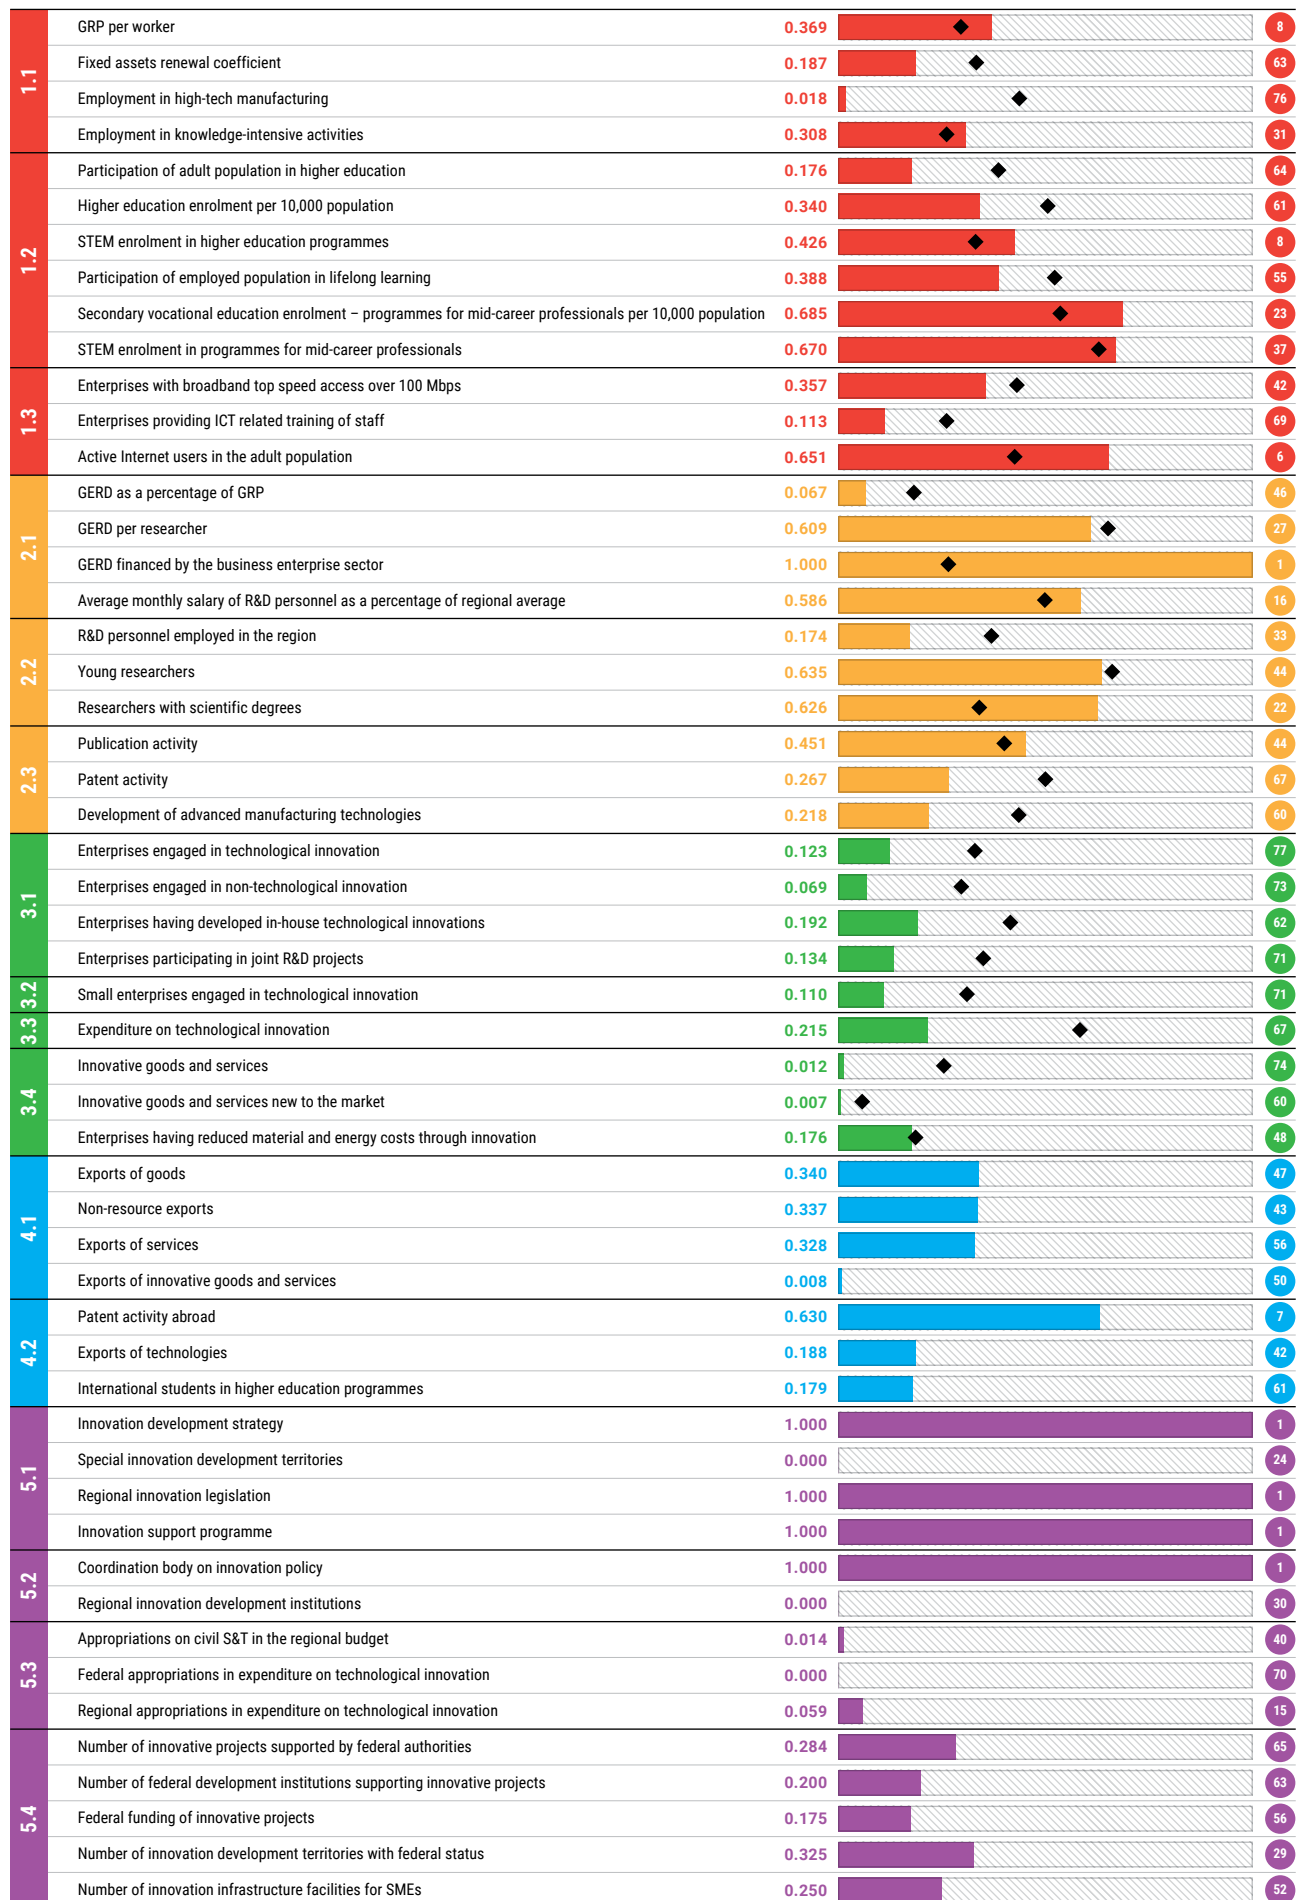 1.1
GRP per worker 0.369 8
Fixed assets renewal coefficient 0.187 63
Employment in high-tech manufacturing 0.018 76
Employment in knowledge-intensive activities 0.308 31
1.2
Participation of adult population in higher education 0.176 64
Higher education enrolment per 10,000 population 0.340 61
STEM enrolment in higher education programmes 0.426 8
Participation of employed population in lifelong learning 0.388 55
Secondary vocational education enrolment – programmes for mid-career professionals per 10,000 population 0.685 23
STEM enrolment in programmes for mid-career professionals 0.670 37
1.3
Enterprises with broadband top speed access over 100 Mbps 0.357 42
Enterprises providing ICT related training of staff 0.113 69
Active Internet users in the adult population 0.651 6
2.1
GERD as a percentage of GRP 0.067 46
GERD per researcher 0.609 27
GERD financed by the business enterprise sector 1.000 1
Average monthly salary of R&D personnel as a percentage of regional average 0.586 16
2.2
R&D personnel employed in the region 0.174 33
Young researchers 0.635 44
Researchers with scientific degrees 0.626 22
2.3
Publication activity 0.451 44
Patent activity 0.267 67
Development of advanced manufacturing technologies 0.218 60
3.1
Enterprises engaged in technological innovation 0.123 77
Enterprises engaged in non-technological innovation 0.069 73
Enterprises having developed in-house technological innovations 0.192 62
Enterprises participating in joint R&D projects 0.134 71
3.2
Small enterprises engaged in technological innovation 0.110 71
3.3
Expenditure on technological innovation 0.215 67
3.4
Innovative goods and services 0.012 74
Innovative goods and services new to the market 0.007 60
Enterprises having reduced material and energy costs through innovation 0.176 48
4.1
Exports of goods 0.340 47
Non-resource exports 0.337 43
Exports of services 0.328 56
Exports of innovative goods and services 0.008 50
4.2
Patent activity abroad 0.630 7
Exports of technologies 0.188 42
International students in higher education programmes 0.179 61
5.1
Innovation development strategy 1.000 1
Special innovation development territories 0.000 24
Regional innovation legislation 1.000 1
Innovation support programme 1.000 1
5.2
Coordination body on innovation policy 1.000 1
Regional innovation development institutions 0.000 30
5.3
Appropriations on civil S&T in the regional budget 0.014 40
Federal appropriations in expenditure on technological innovation 0.000 70
Regional appropriations in expenditure on technological innovation 0.059 15
5.4
Number of innovative projects supported by federal authorities 0.284 65
Number of federal development institutions supporting innovative projects 0.200 63
Federal funding of innovative projects 0.175 56
Number of innovation development territories with federal status 0.325 29
Number of innovation infrastructure facilities for SMEs 0.250 52